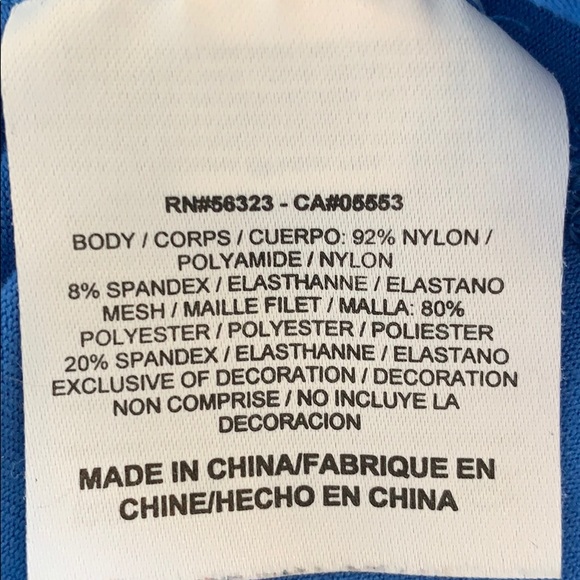 RN#56323 - CA#05553
BODY / CORPS / CUERPO: 92% NYLON /
POLYAMIDE / NYLON
8% SPANDEX / ELASTHANNE / ELASTANO
MESH / MAILLE FILET / MALLA: 80%
POLYESTER / POLYESTER / POLIESTER
20% SPANDEX / ELASTHANNE / ELASTANO
EXCLUSIVE OF DECORATION / DECORATION
NON COMPRISE / NO INCLUYE LA
DECORACION
MADE IN CHINA/FABRIQUE EN
CHINE/HECHO EN CHINA